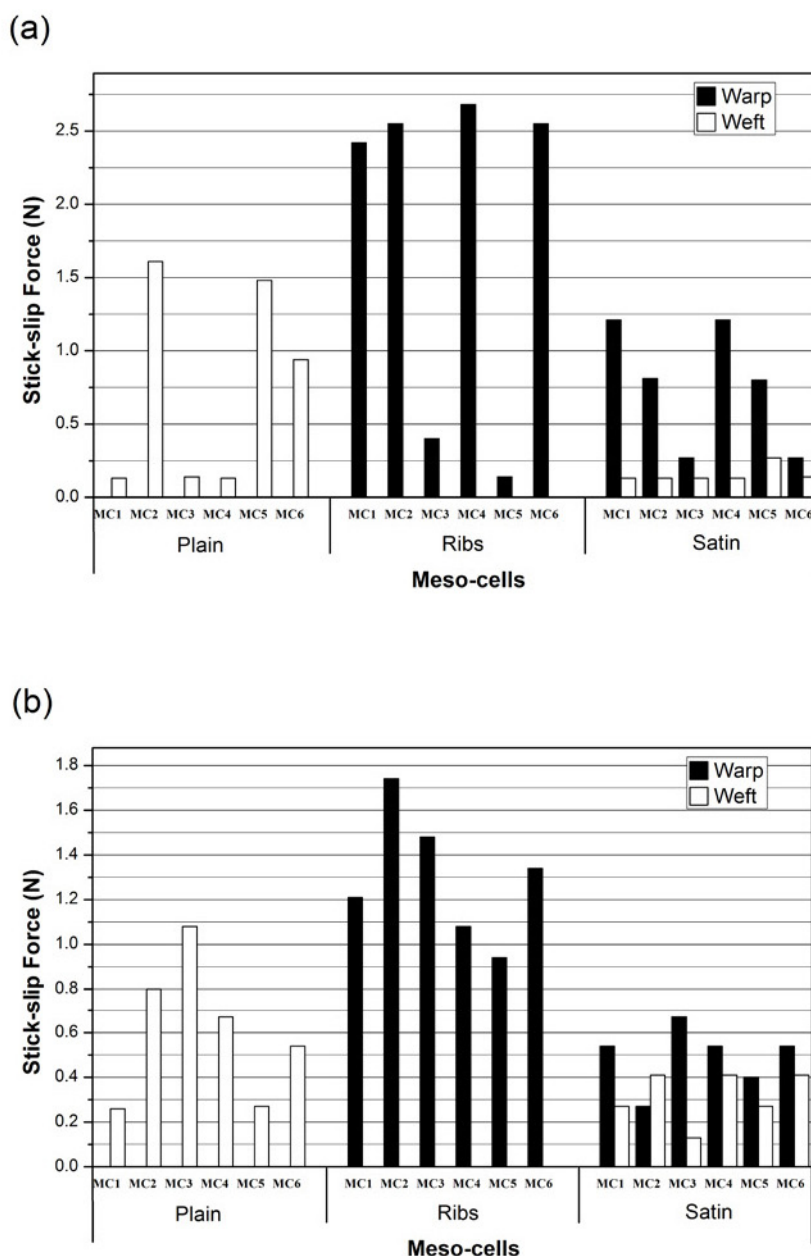 (a)
Warp
Weft
Stick-slip Force (N)
2.5
2.0
1.5
1.0
0.5
0.0
MC1 MC2 MC3 MC4 MC5 MC6 MC1 MC2 MC3 MC4 MC5 MC6 MC1 MC2 MC3 MC4 MC5 MC6
Plain Ribs Satin
Meso-cells
(b)
Warp
Weft
Stick-slip Force (N)
1.8
1.6
1.4
1.2
1.0
0.8
0.6
0.4
0.2
0.0
MC1 MC2 MC3 MC4 MC5 MC6 MC1 MC2 MC3 MC4 MC5 MC6 MC1 MC2 MC3 MC4 MC5 MC6
Plain Ribs Satin
Meso-cells